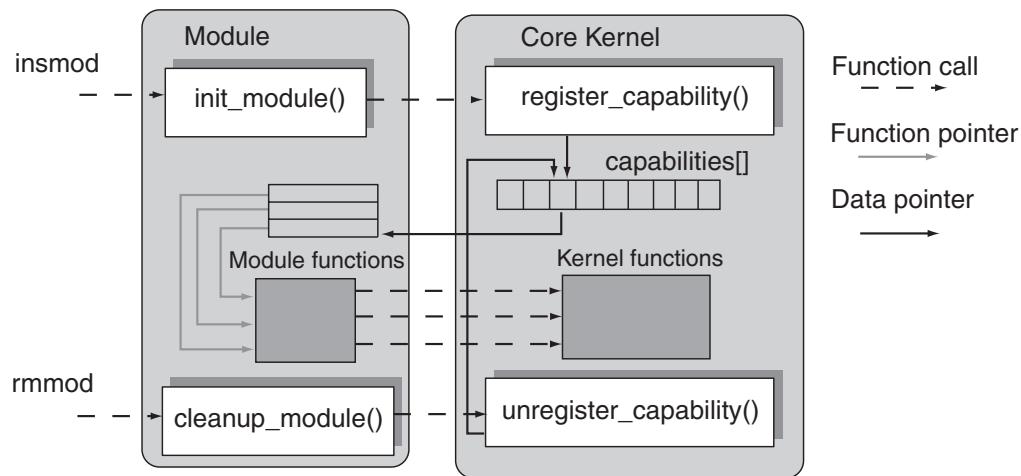 Module
Core Kernel
insmod
init_module()
register_capability()
Function call
Function pointer
Data pointer
capabilities[]
Module functions
Kernel functions
rmmod
cleanup_module()
unregister_capability()